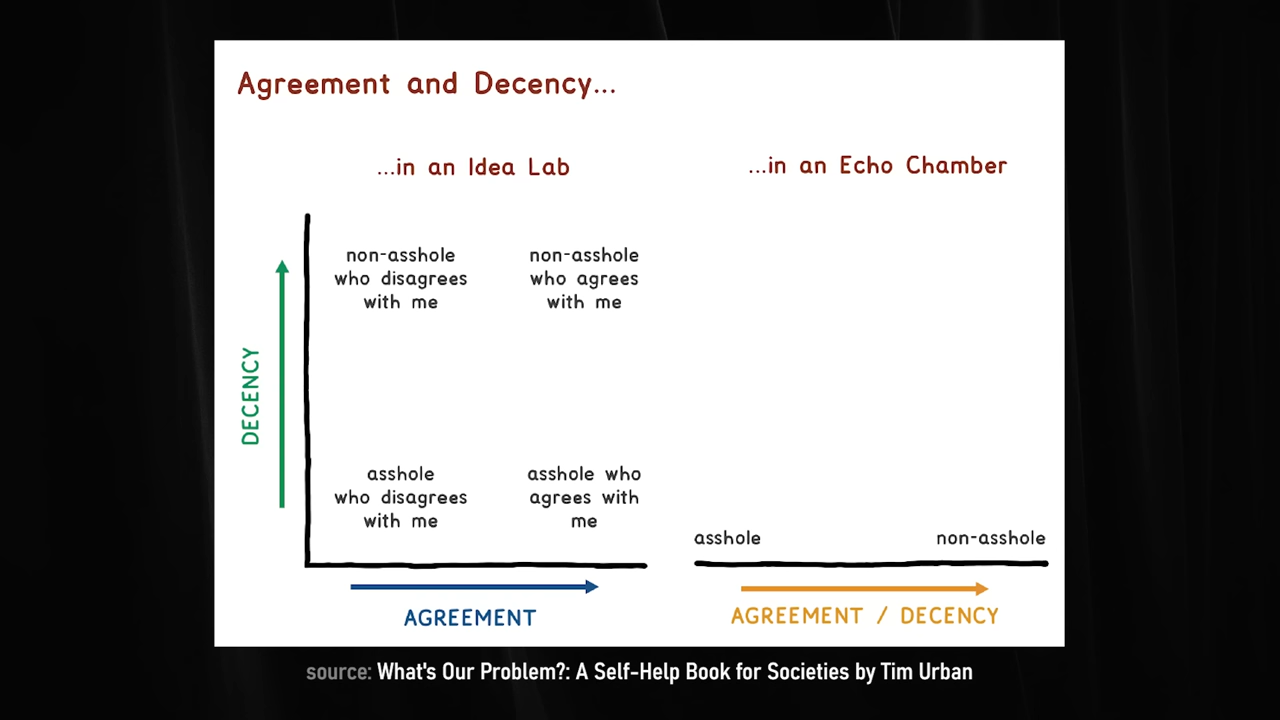 Agreement and Decency...
...in an Idea Lab
...in an Echo Chamber
DECENCY
non-asshole
who disagrees
with me
non-asshole
who agrees
with me
asshole
who disagrees
with me
asshole who
agrees with
me
AGREEMENT
asshole
non-asshole
AGREEMENT / DECENCY
source: What's Our Problem?: A Self-Help Book for Societies by Tim Urban